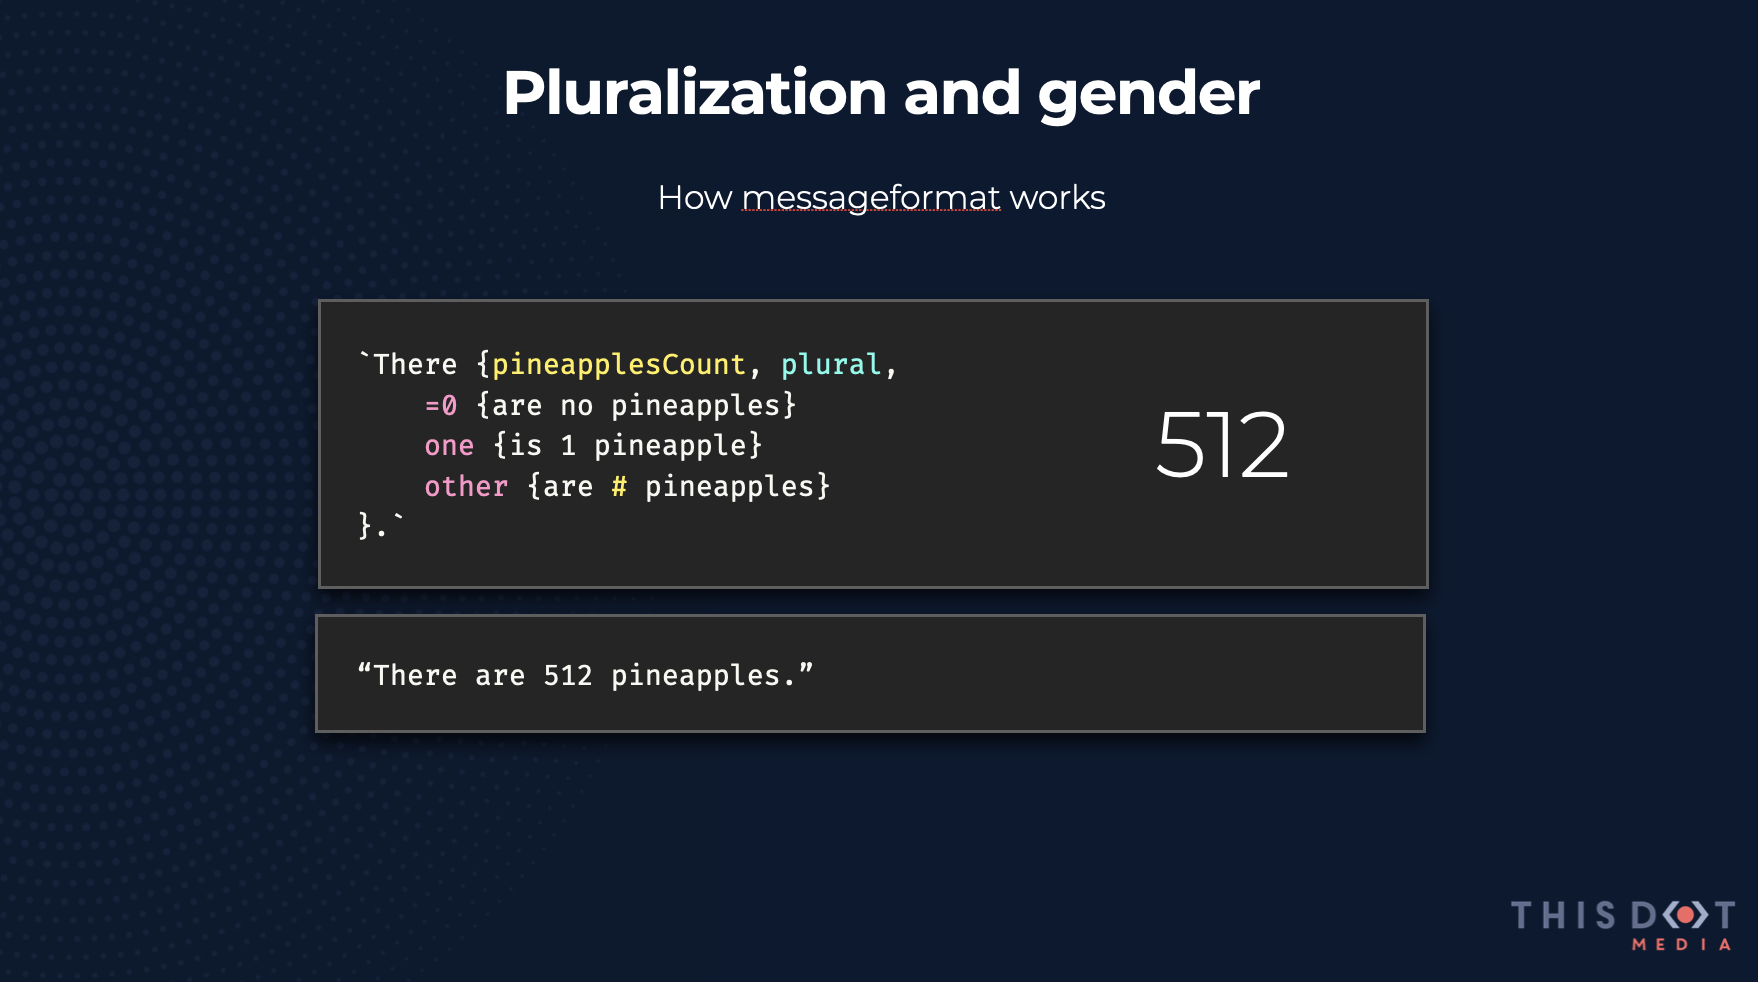 Pluralization and gender
How messageformat works
`There {pineapplesCount, plural,
    =0 {are no pineapples}
    one {is 1 pineapple}
    other {are # pineapples}
}.`
512
“There are 512 pineapples.”
THIS DOT
MEDIA